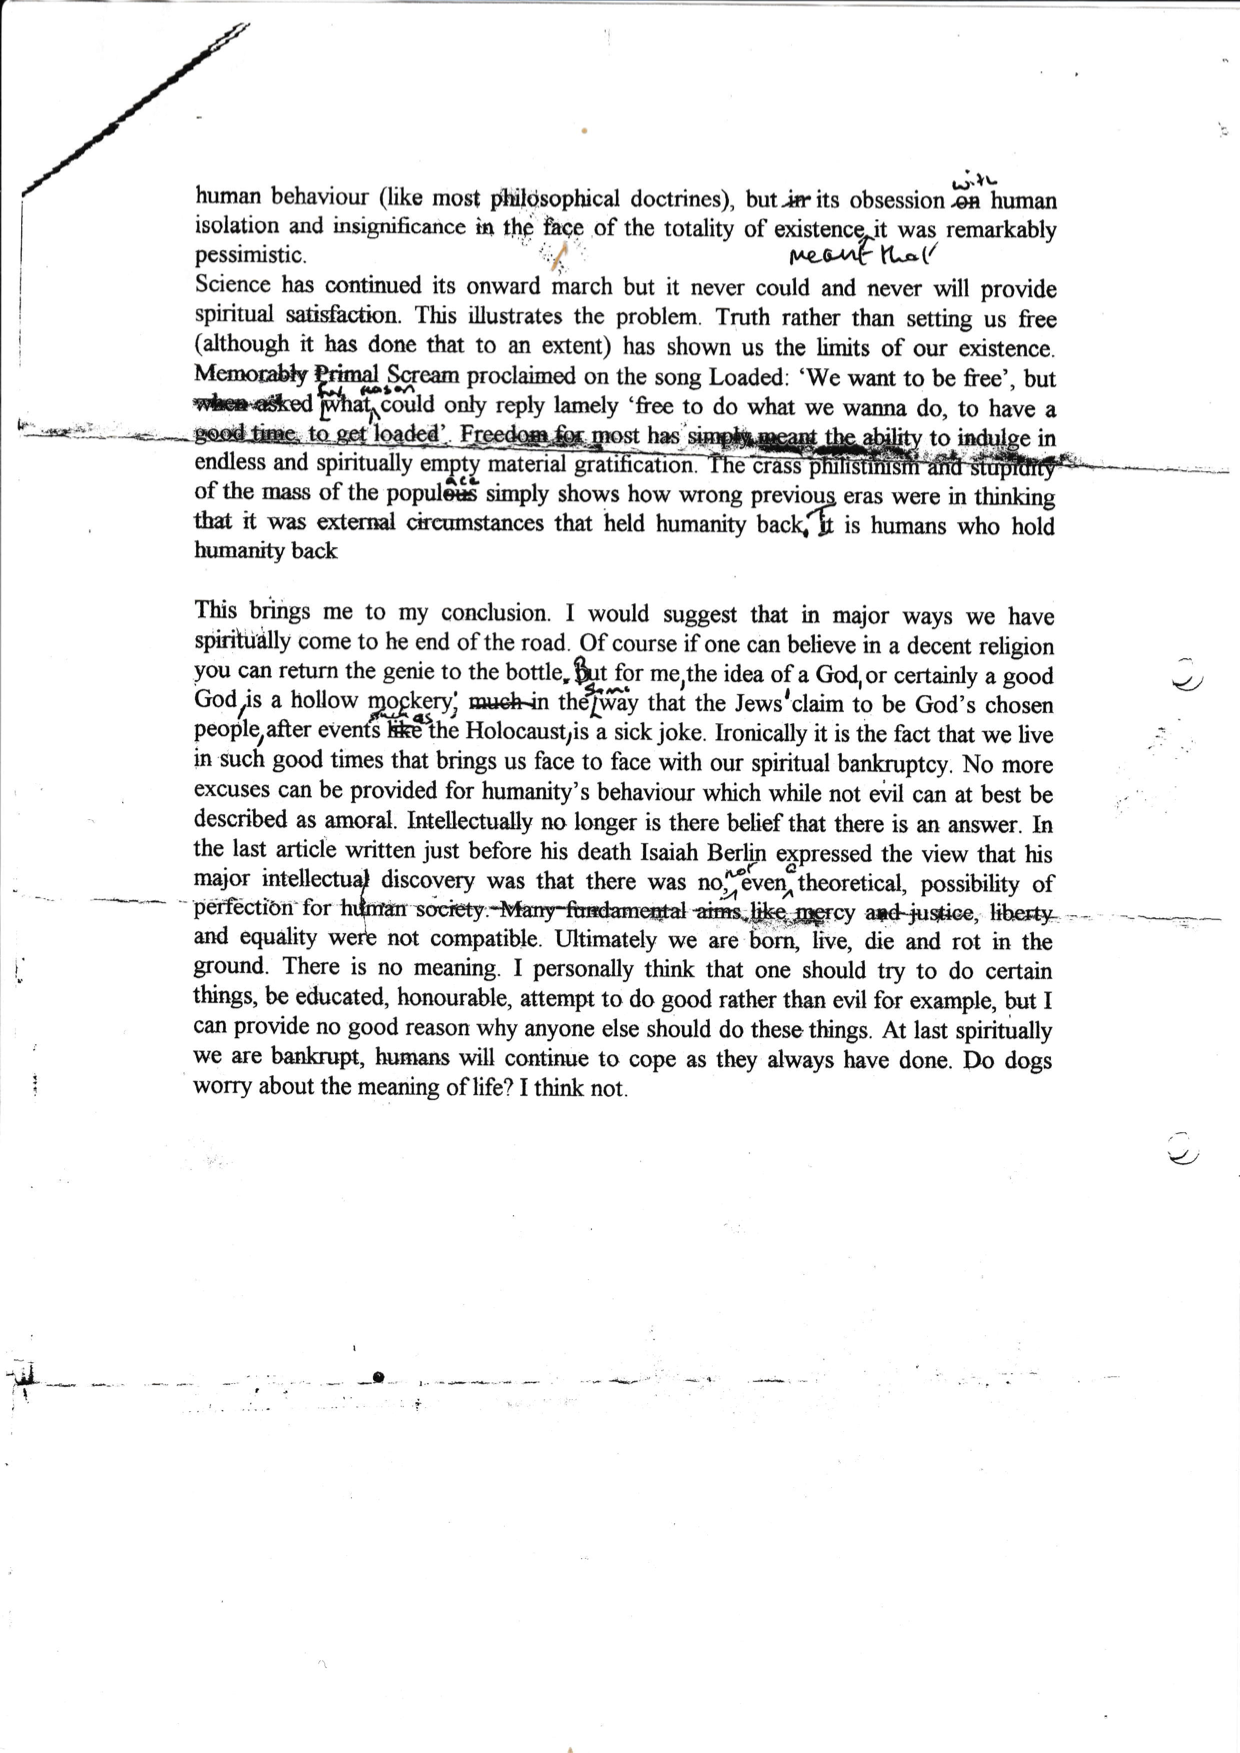 with
human behaviour (like most philosophical doctrines), but in its obsession on human
isolation and insignificance in the face of the totality of existence, it was remarkably
pessimistic.
meant that
Science has continued its onward march but it never could and never will provide
spiritual satisfaction. This illustrates the problem. Truth rather than setting us free
(although it has done that to an extent) has shown us the limits of our existence.
Memorably Primal Scream proclaimed on the song Loaded: ‘We want to be free’, but
for reason
when asked what could only reply lamely ‘free to do what we wanna do, to have a
good time, to get loaded’. Freedom for most has simply meant the ability to indulge in
endless and spiritually empty material gratification. The crass philistinism and stupidity
ace
of the mass of the populous simply shows how wrong previous eras were in thinking
that it was external circumstances that held humanity back. It is humans who hold
humanity back
This brings me to my conclusion. I would suggest that in major ways we have
spiritually come to he end of the road. Of course if one can believe in a decent religion
you can return the genie to the bottle. But for me, the idea of a God, or certainly a good
same
God, is a hollow mockery; much in the way that the Jews' claim to be God’s chosen
such as
people, after events like the Holocaust, is a sick joke. Ironically it is the fact that we live
in such good times that brings us face to face with our spiritual bankruptcy. No more
excuses can be provided for humanity’s behaviour which while not evil can at best be
described as amoral. Intellectually no longer is there belief that there is an answer. In
the last article written just before his death Isaiah Berlin expressed the view that his
nor a
major intellectual discovery was that there was no, even theoretical, possibility of
perfection for human society. Many fundamental aims like mercy and justice, liberty
and equality were not compatible. Ultimately we are born, live, die and rot in the
ground. There is no meaning. I personally think that one should try to do certain
things, be educated, honourable, attempt to do good rather than evil for example, but I
can provide no good reason why anyone else should do these things. At last spiritually
we are bankrupt, humans will continue to cope as they always have done. Do dogs
worry about the meaning of life? I think not.